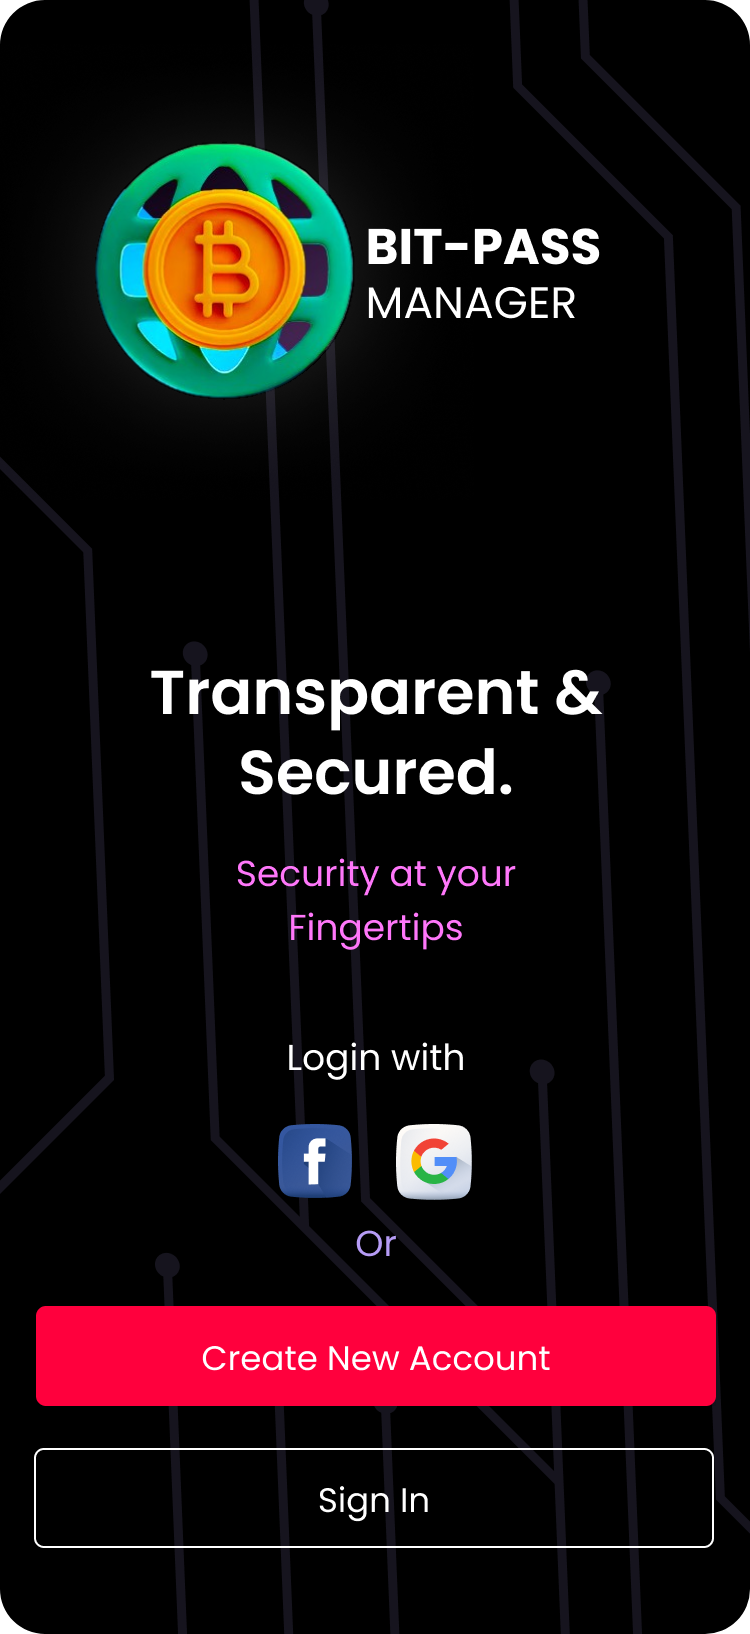 BIT-PASS
MANAGER
Transparent &
Secured.
Security at your
Fingertips
Login with
Or
Create New Account
Sign In